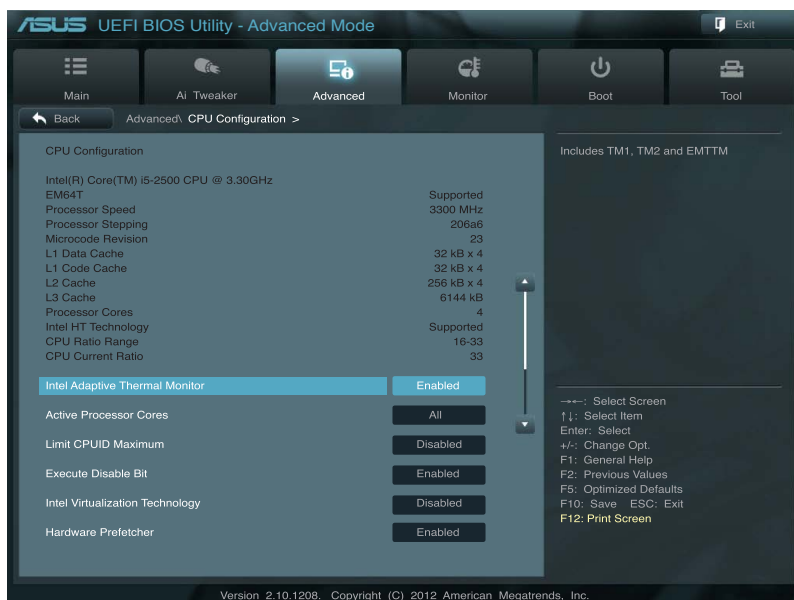 ASUS UEFI BIOS Utility - Advanced Mode
Exit
Main
Ai Tweaker
Advanced
Monitor
Boot
Tool
Back
Advanced\ CPU Configuration >
CPU Configuration
Intel(R) Core(TM) i5-2500 CPU @ 3.30GHz
EM64T Supported
Processor Speed 3300 MHz
Processor Stepping 206a6
Microcode Revision 23
L1 Data Cache 32 kB x 4
L1 Code Cache 32 kB x 4
L2 Cache 256 kB x 4
L3 Cache 6144 kB
Processor Cores 4
Intel HT Technology Supported
CPU Ratio Range 16-33
CPU Current Ratio 33
Intel Adaptive Thermal Monitor Enabled
Active Processor Cores All
Limit CPUID Maximum Disabled
Execute Disable Bit Enabled
Intel Virtualization Technology Disabled
Hardware Prefetcher Enabled
Includes TM1, TM2 and EMTTM
→←: Select Screen
↑↓: Select Item
Enter: Select
+/-: Change Opt.
F1: General Help
F2: Previous Values
F5: Optimized Defaults
F10: Save ESC: Exit
F12: Print Screen
Version 2.10.1208. Copyright (C) 2012 American Megatrends, Inc.